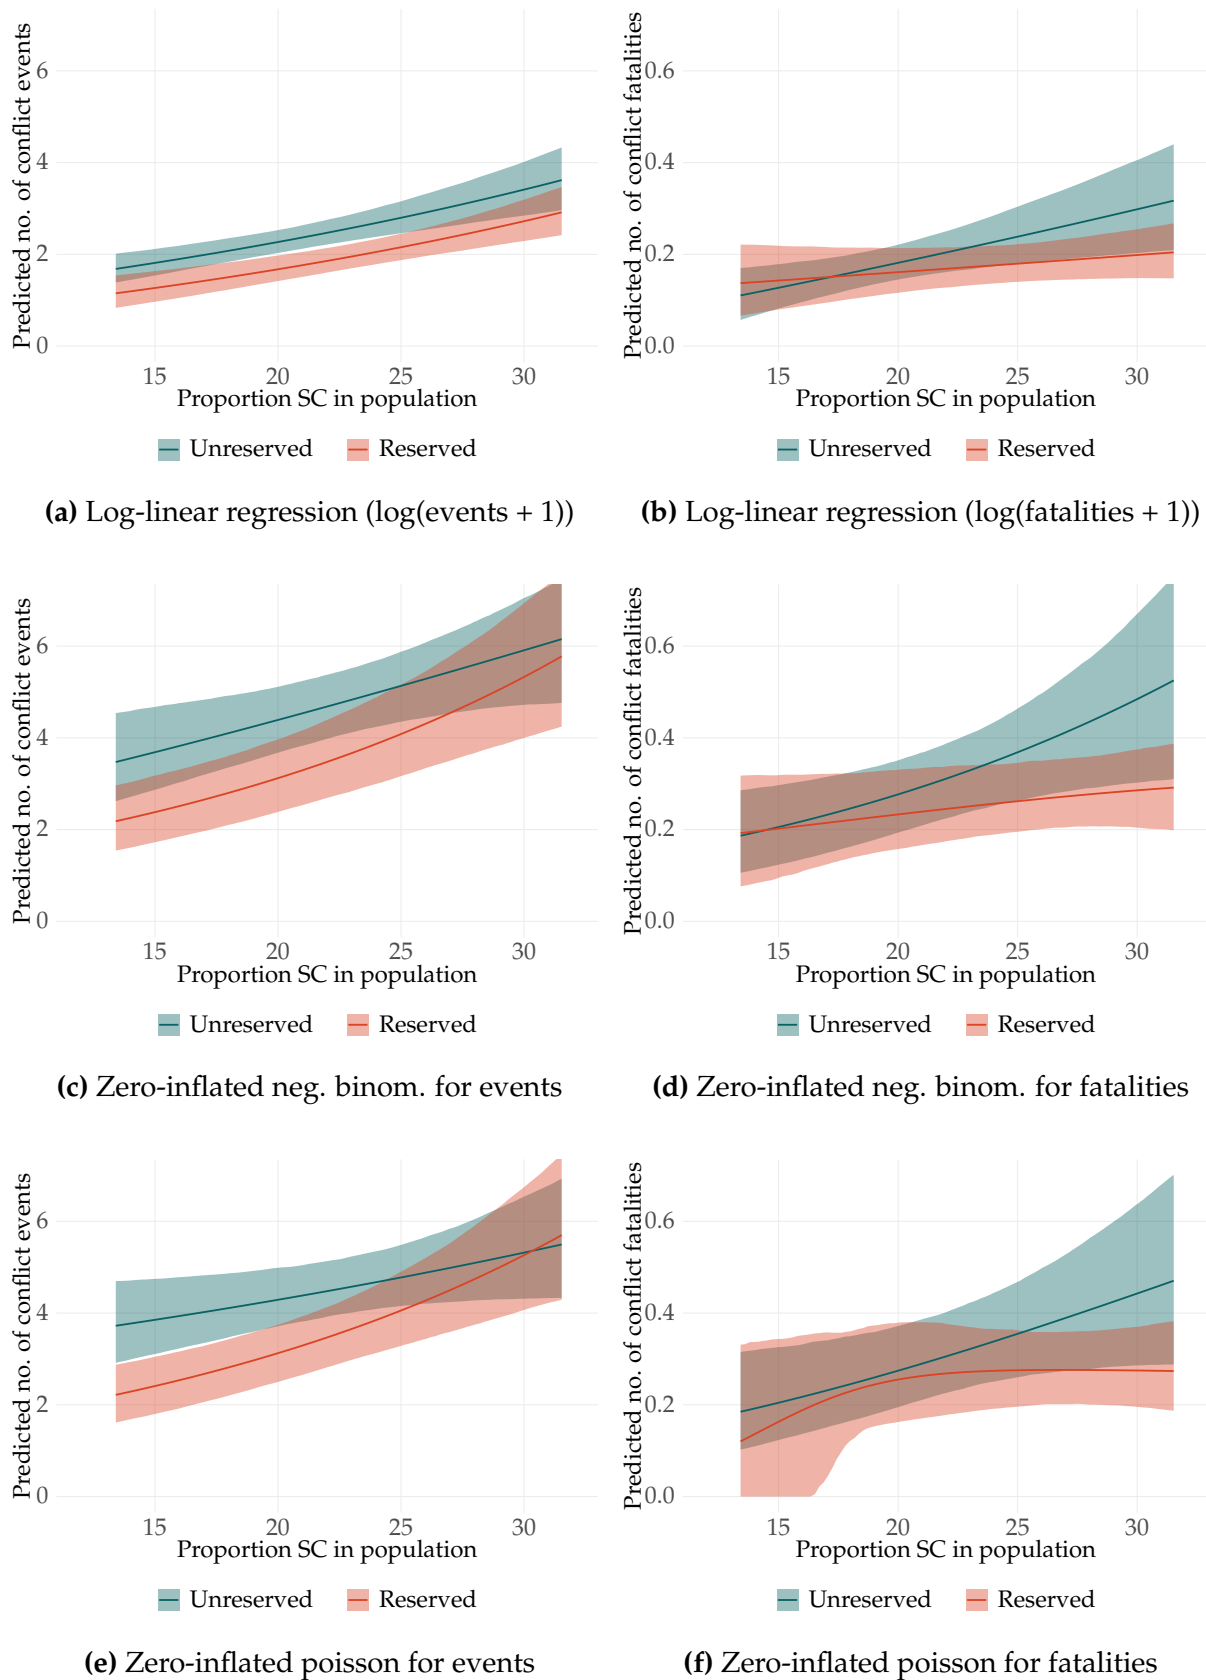 Predicted no. of conflict events
6
4
2
0
15 20 25 30
Proportion SC in population
Unreserved Reserved
(a) Log-linear regression (log(events + 1))
Predicted no. of conflict fatalities
0.6
0.4
0.2
0.0
15 20 25 30
Proportion SC in population
Unreserved Reserved
(b) Log-linear regression (log(fatalities + 1))
Predicted no. of conflict events
6
4
2
0
15 20 25 30
Proportion SC in population
Unreserved Reserved
(c) Zero-inflated neg. binom. for events
Predicted no. of conflict fatalities
0.6
0.4
0.2
0.0
15 20 25 30
Proportion SC in population
Unreserved Reserved
(d) Zero-inflated neg. binom. for fatalities
Predicted no. of conflict events
6
4
2
0
15 20 25 30
Proportion SC in population
Unreserved Reserved
(e) Zero-inflated poisson for events
Predicted no. of conflict fatalities
0.6
0.4
0.2
0.0
15 20 25 30
Proportion SC in population
Unreserved Reserved
(f) Zero-inflated poisson for fatalities